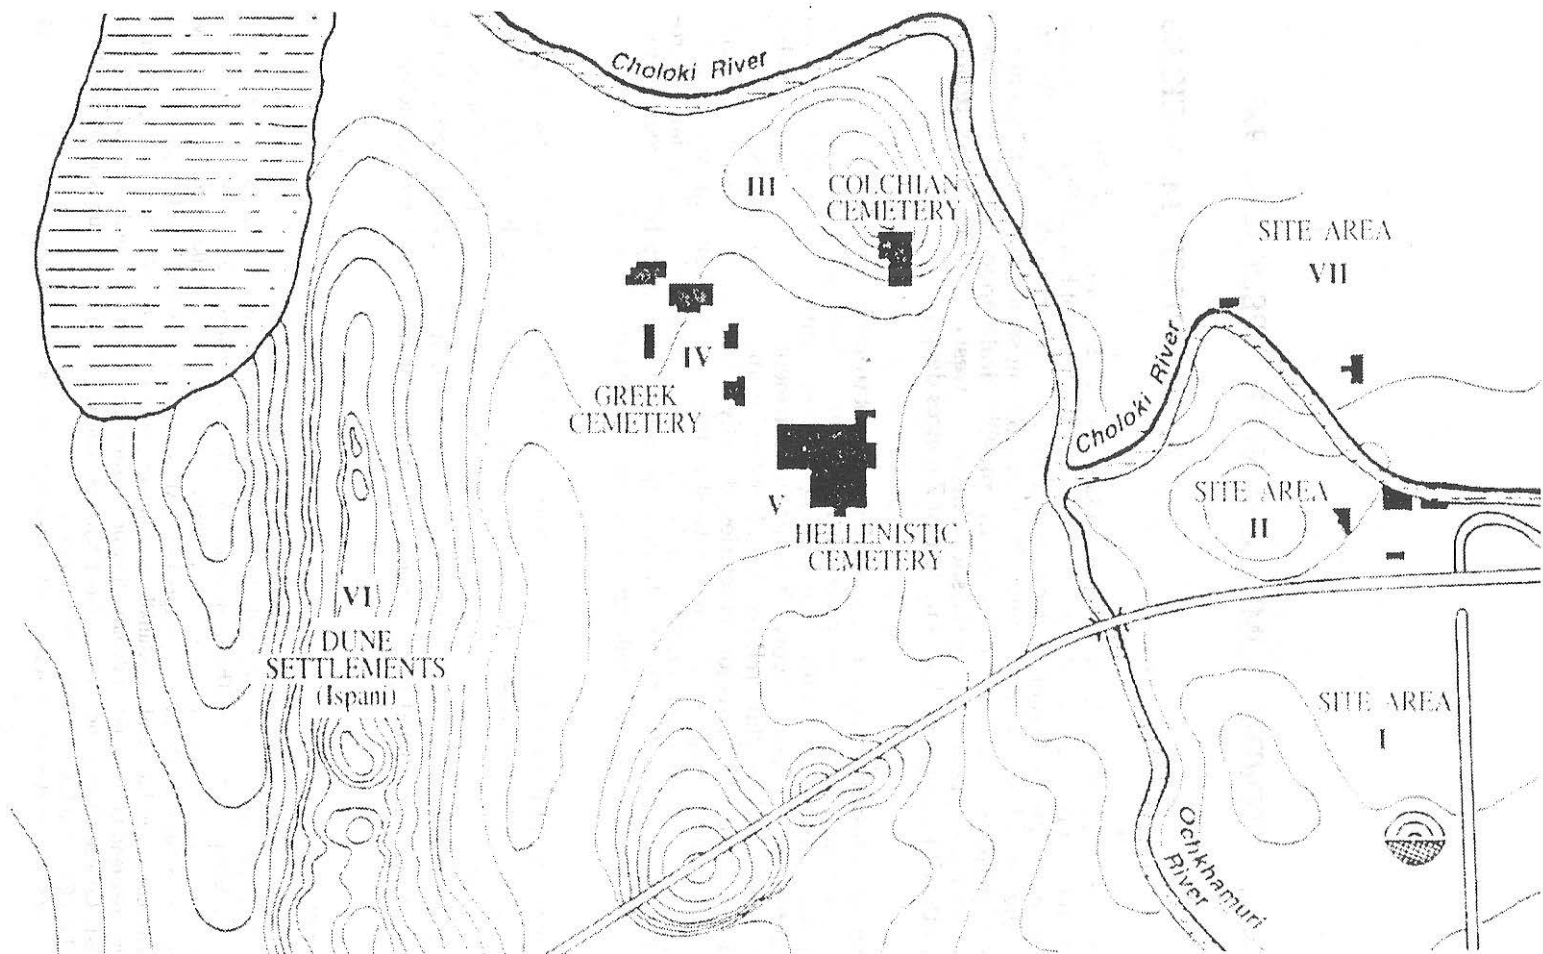 Choloki River
III
COLCHIAN
CEMETERY
SITE AREA
VII
IV
GREEK
CEMETERY
Choloki River
SITE AREA
II
V
HELLENISTIC
CEMETERY
VI
DUNE
SETTLEMENTS
(Ispani)
SITE AREA
I
Ochkhamuri
River